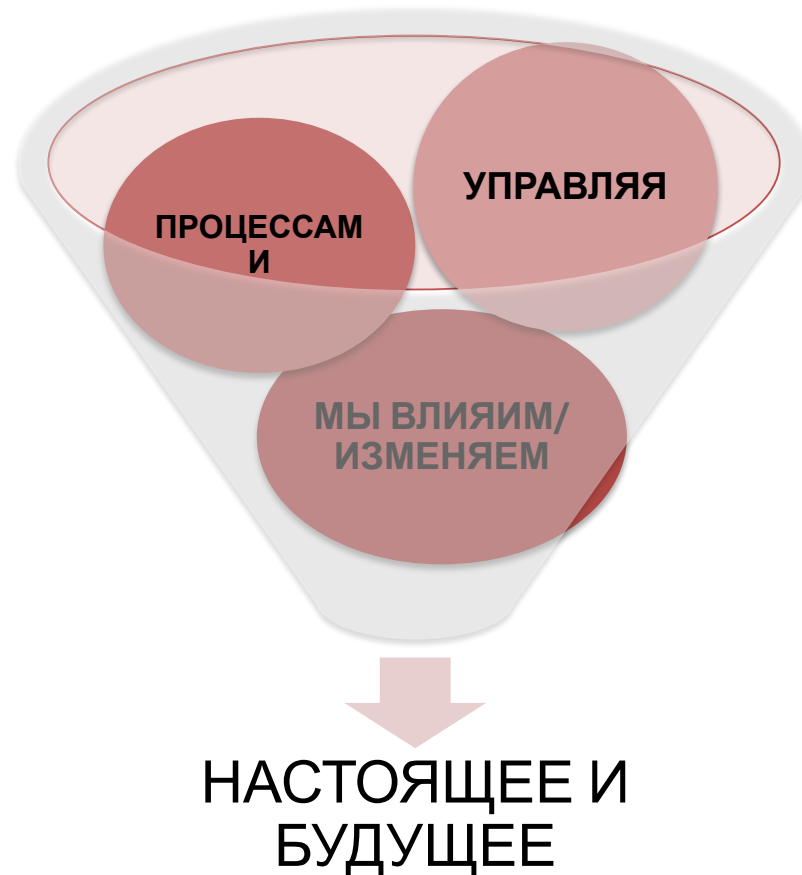 УПРАВЛЯЯ
ПРОЦЕССАМ
И
МЫ ВЛИЯИМ/
ИЗМЕНЯЕМ
НАСТОЯЩЕЕ И
БУДУЩЕЕ